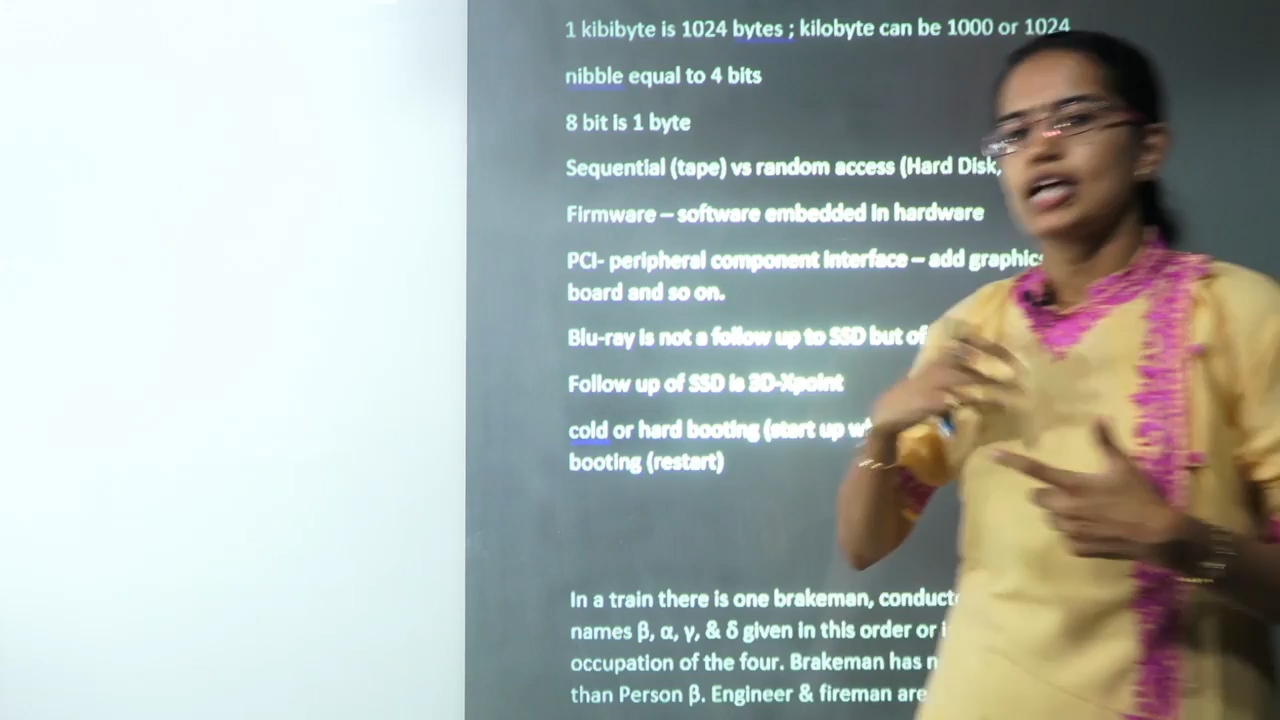 1 kibibyte is 1024 bytes ; kilobyte can be 1000 or 1024
nibble equal to 4 bits
8 bit is 1 byte
Sequential (tape) vs random access (Hard Disk,
Firmware – software embedded in hardware
PCI- peripheral component interface – add graphics
board and so on.
Blu-ray is not a follow up to SSD but of
Follow up of SSD is 3D-Xpoint
cold or hard booting (start up
booting (restart)
In a train there is one brakeman,
names β, α, γ, & δ given in this order or
occupation of the four. Brakeman has
than Person β. Engineer & fireman are